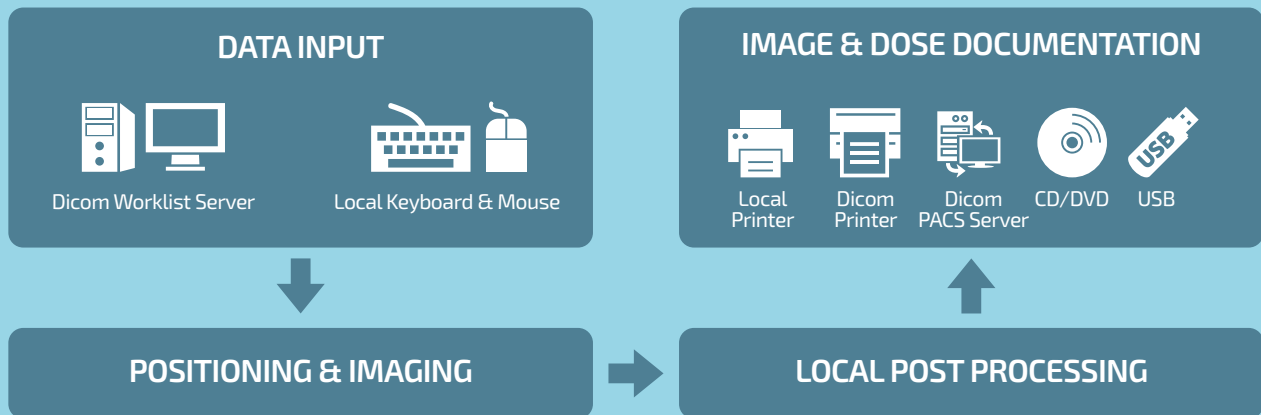 DATA INPUT
Dicom Worklist Server
Local Keyboard & Mouse
IMAGE & DOSE DOCUMENTATION
Local
Printer
Dicom
Printer
Dicom
PACS Server
CD/DVD
USB
USB
POSITIONING & IMAGING
LOCAL POST PROCESSING